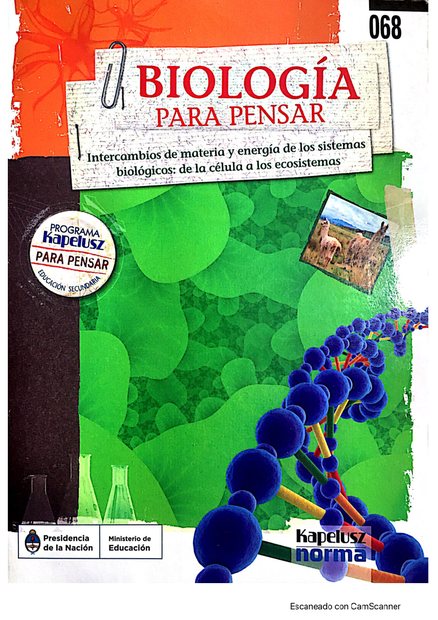 068
BIOLOGÍA
PARA PENSAR
Intercambios de materia y energía de los sistemas
biológicos: de la célula a los ecosistemas
PROGRAMA
Kapelusz
PARA PENSAR
EDUCACIÓN SECUNDARIA
Presidencia
de la Nación
Ministerio de
Educación
Kapelusz
norma
Escaneado con CamScanner